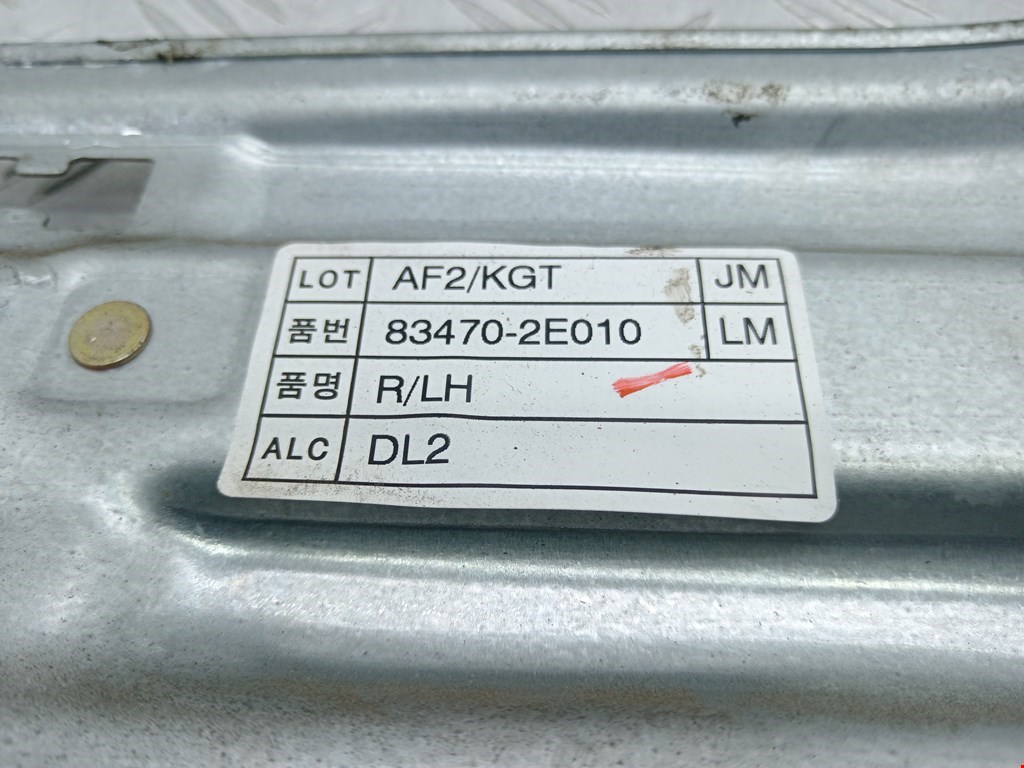 LOT AF2/KGT JM
품번 83470-2E010 LM
품명 R/LH
ALC DL2